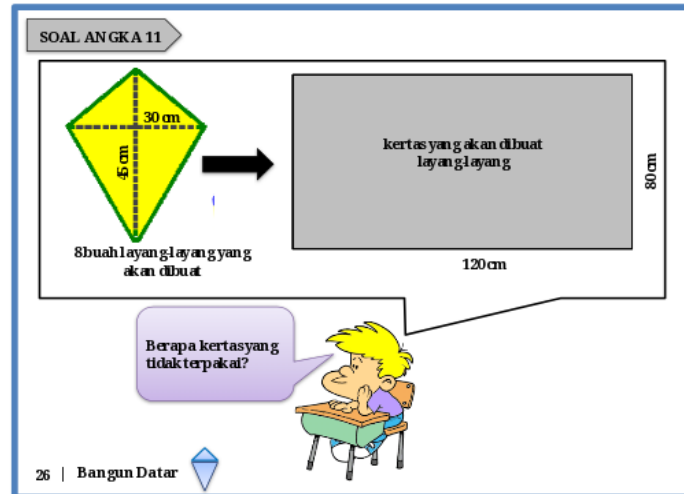 SOAL ANGKA 11
30 cm
45 cm
8 buah layang-layang yang
akan dibuat
kertas yang akan dibuat
layang-layang
80 cm
120 cm
Berapa kertas yang
tidak terpakai?
26 | Bangun Datar